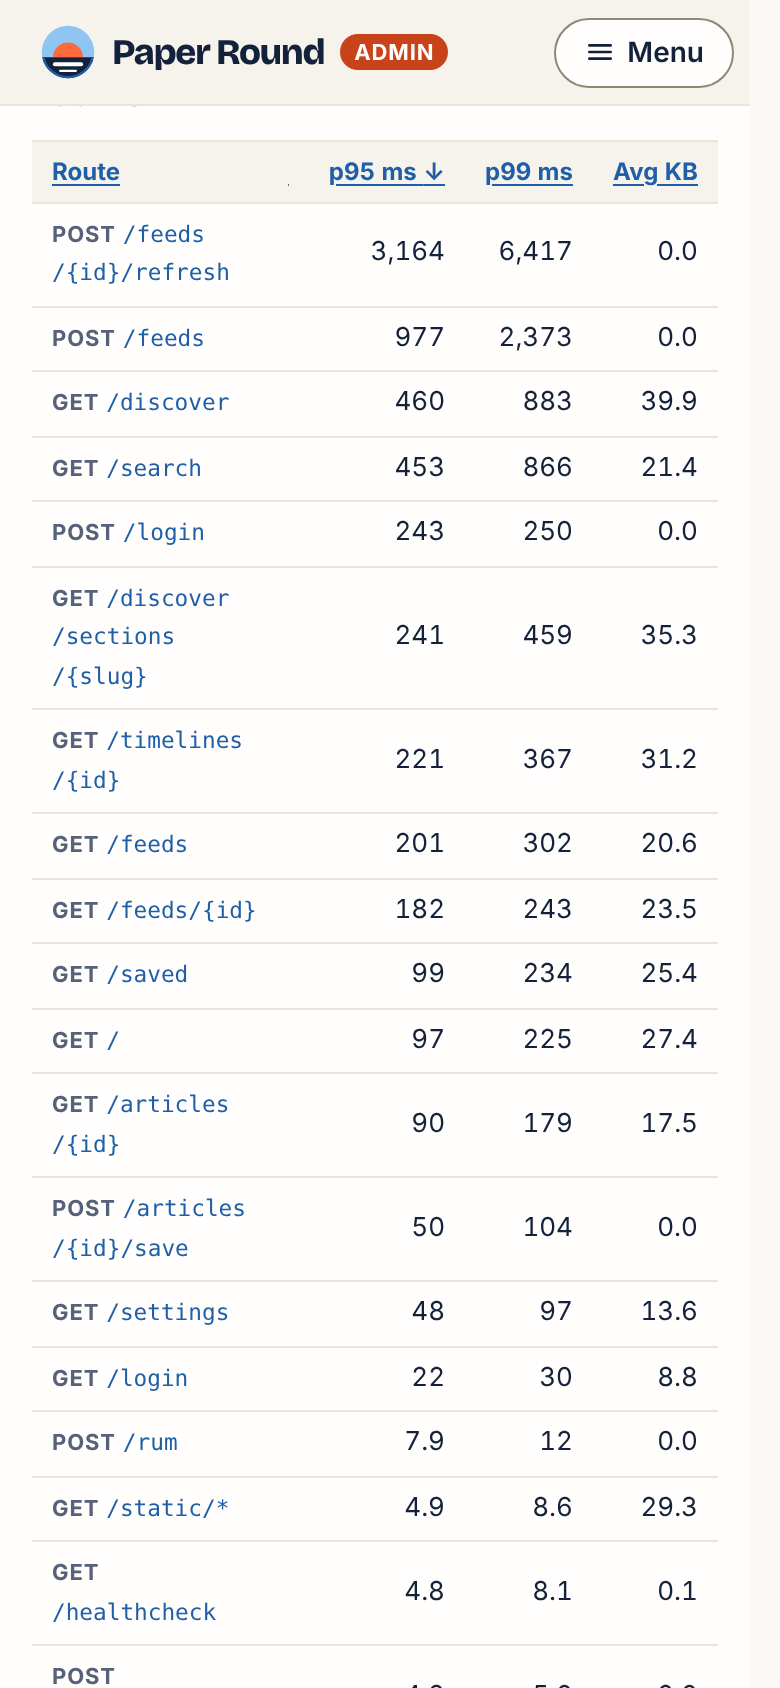 Paper Round ADMIN Menu
Route p95 ms ↓ p99 ms Avg KB
POST /feeds
/{id}/refresh 3,164 6,417 0.0
POST /feeds 977 2,373 0.0
GET /discover 460 883 39.9
GET /search 453 866 21.4
POST /login 243 250 0.0
GET /discover
/sections 241 459 35.3
/{slug}
GET /timelines
/{id} 221 367 31.2
GET /feeds 201 302 20.6
GET /feeds/{id} 182 243 23.5
GET /saved 99 234 25.4
GET / 97 225 27.4
GET /articles
/{id} 90 179 17.5
POST /articles
/{id}/save 50 104 0.0
GET /settings 48 97 13.6
GET /login 22 30 8.8
POST /rum 7.9 12 0.0
GET /static/* 4.9 8.6 29.3
GET
/healthcheck 4.8 8.1 0.1
POST